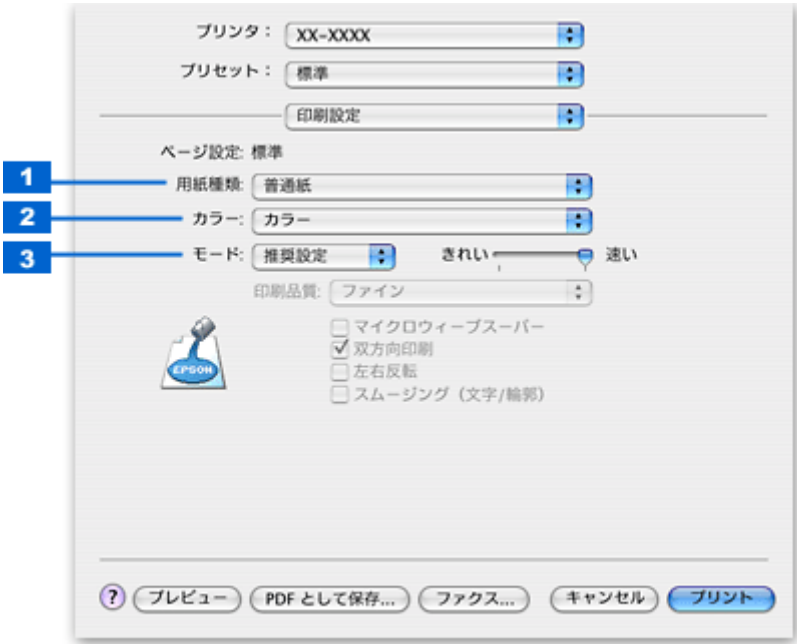 プリンタ： XX-XXXX
プリセット： 標準
印刷設定
ページ設定: 標準
1 用紙種類: 普通紙
2 カラー: カラー
3 モード: 推奨設定 きれい 速い
印刷品質: ファイン
マイクロウィーブスーパー
双方向印刷
左右反転
スムージング（文字/輪郭）
EPSON
? プレビュー PDF として保存... ファクス... キャンセル プリント